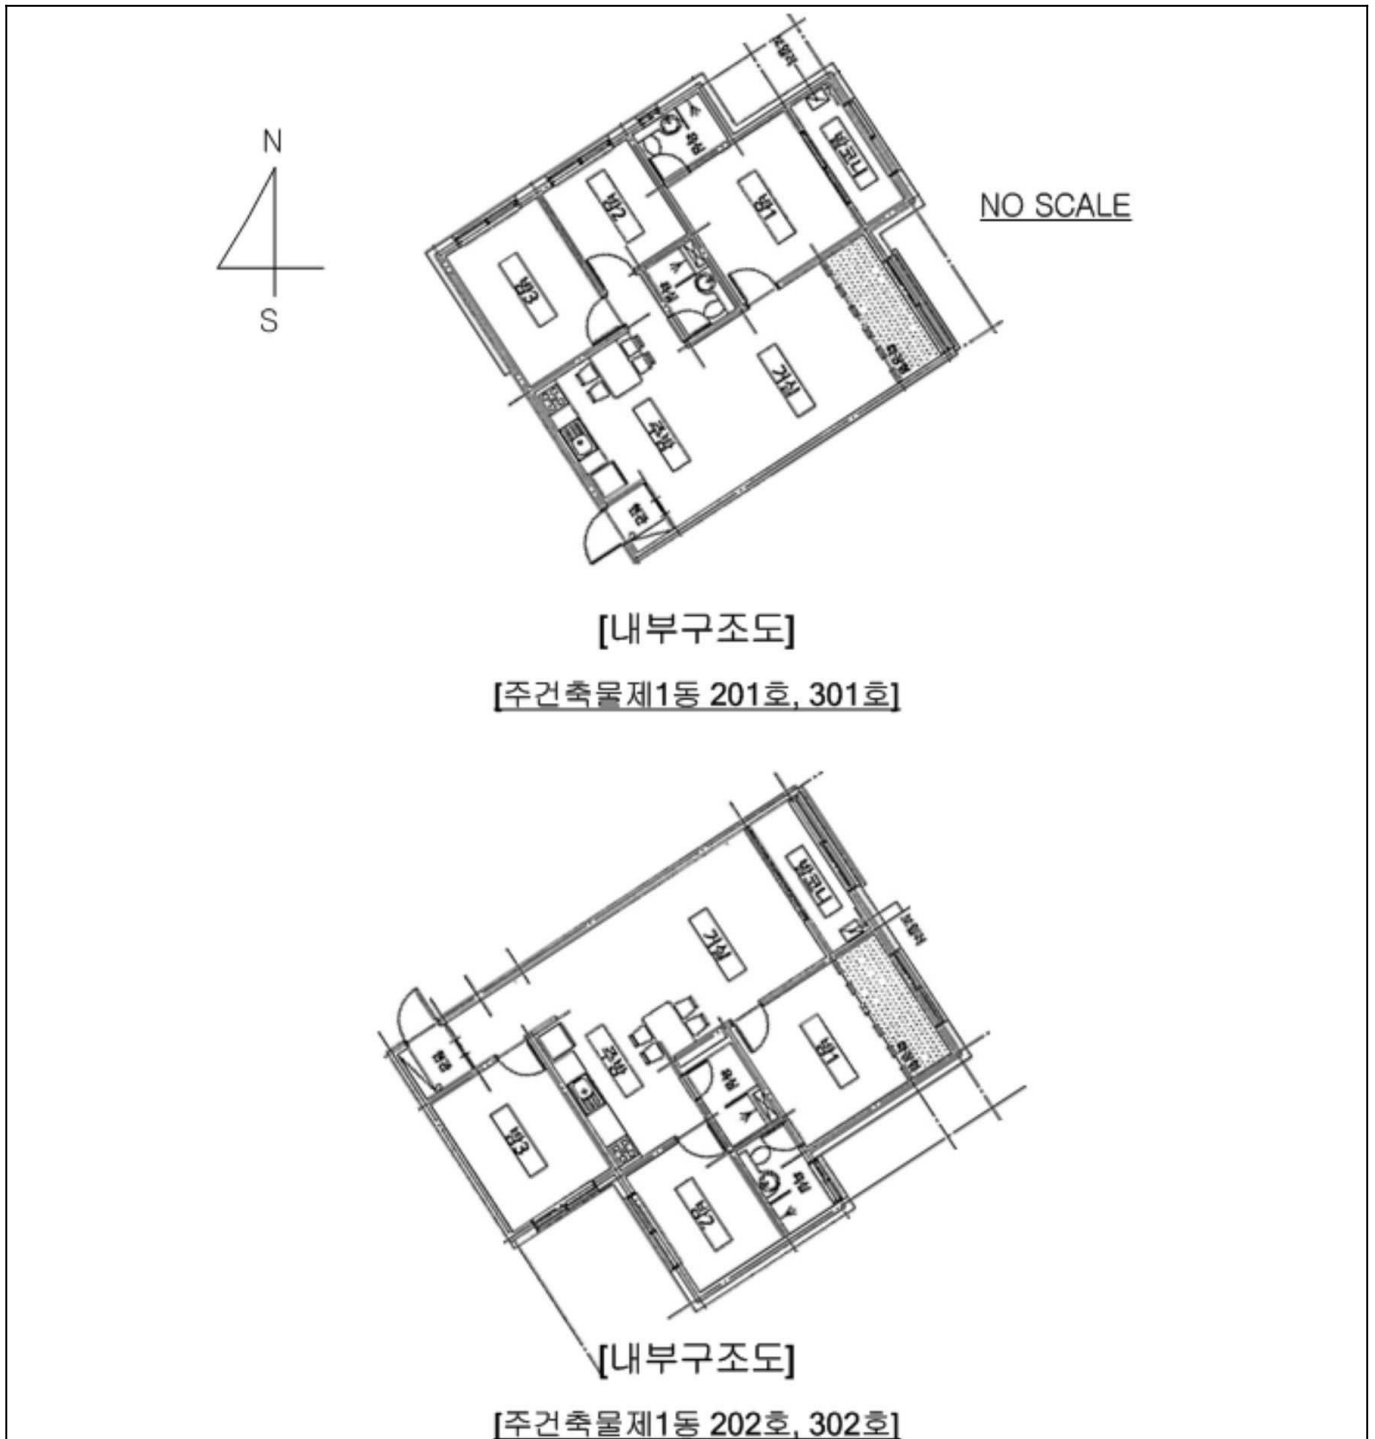 N
S
NO SCALE
발코니
방1
방2
욕실
방3
욕실
거실
주방
현관
[내부구조도]
[주건축물제1동 201호, 301호]
발코니
거실
주방
방1
현관
욕실
방3
욕실
방2
[내부구조도]
[주건축물제1동 202호, 302호]